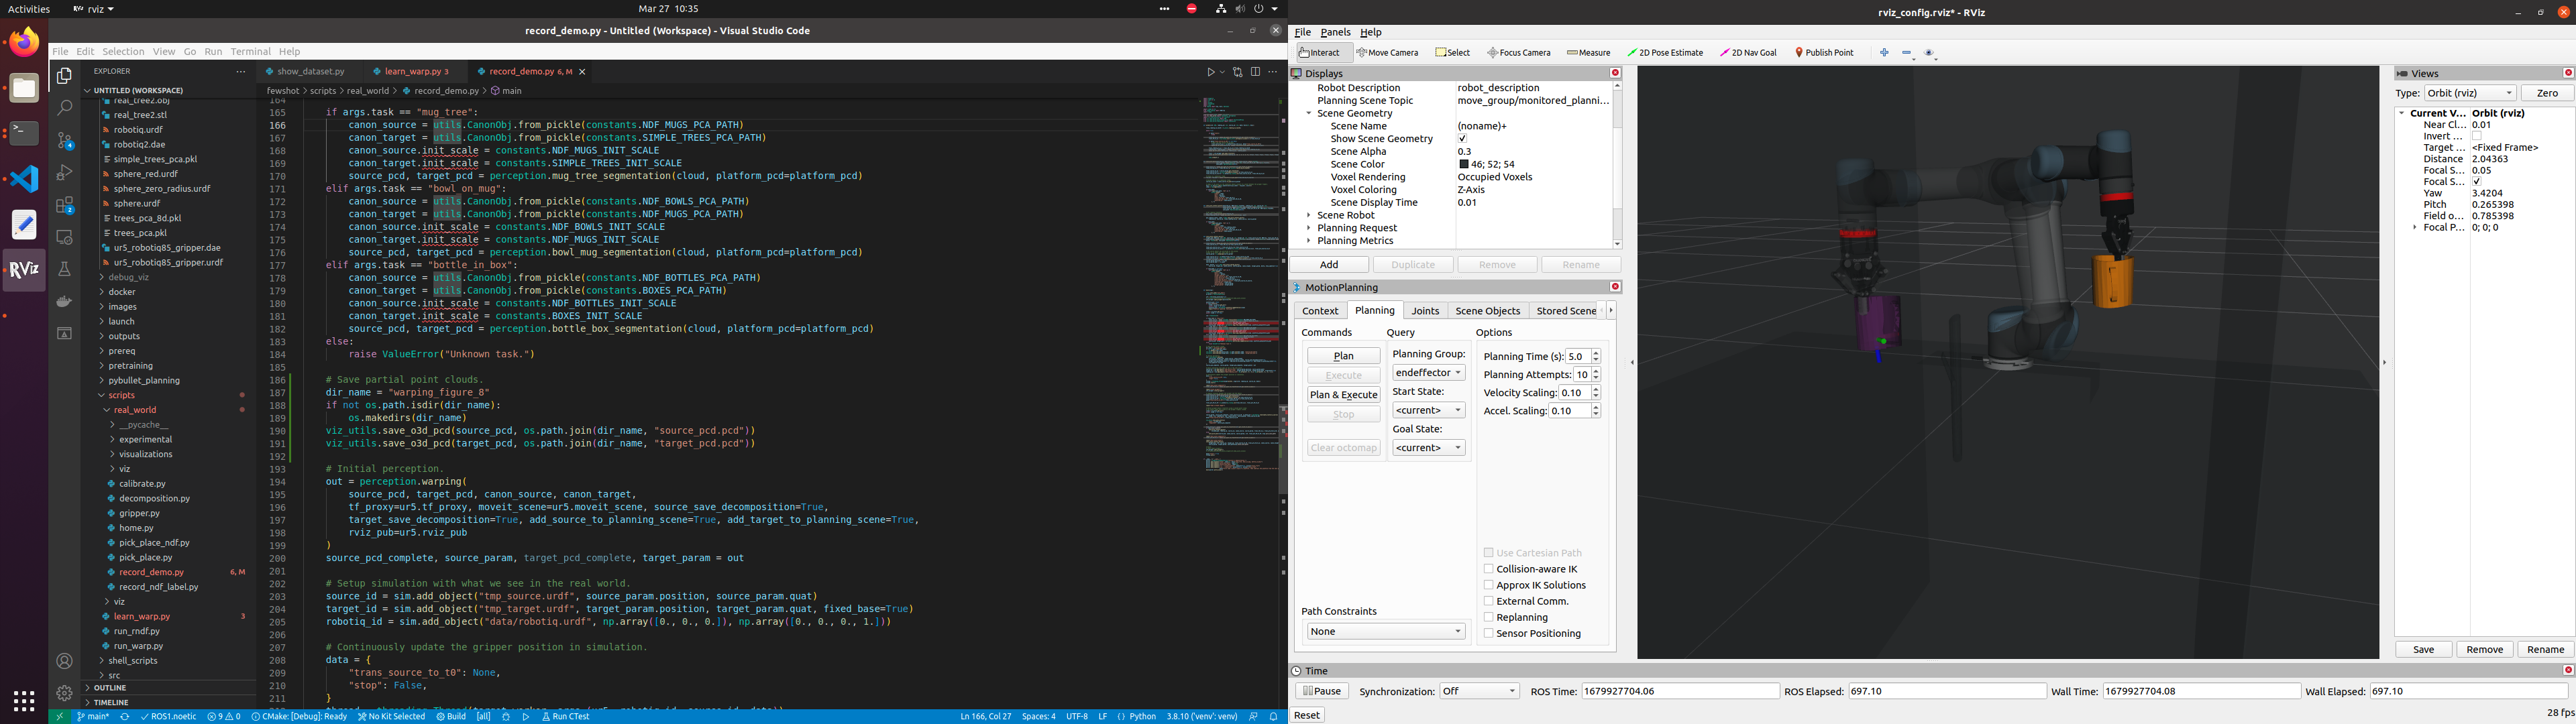 Activities
rviz
Mar 27 10:35
record_demo.py - Untitled (Workspace) - Visual Studio Code
File Edit Selection View Go Run Terminal Help
EXPLORER
UNTITLED (WORKSPACE)
real_tree2.obj
real_tree2.stl
robotiq.urdf
robotiq2.dae
simple_trees_pca.pkl
sphere_red.urdf
sphere_zero_radius.urdf
sphere.urdf
trees_pca_8d.pkl
trees_pca.pkl
ur5_robotiq85_gripper.dae
ur5_robotiq85_gripper.urdf
debug_viz
docker
images
launch
outputs
prereq
pretraining
pybullet_planning
scripts
real_world
__pycache__
experimental
visualizations
viz
calibrate.py
decomposition.py
gripper.py
home.py
pick_place_ndf.py
pick_place.py
record_demo.py 6, M
record_ndf_label.py
viz
learn_warp.py 3
run_rndf.py
run_warp.py
shell_scripts
src
OUTLINE
TIMELINE
show_dataset.py learn_warp.py 3 record_demo.py 6, M
fewshot > scripts > real_world > record_demo.py > main
164
165 if args.task == "mug_tree":
166 canon_source = utils.CanonObj.from_pickle(constants.NDF_MUGS_PCA_PATH)
167 canon_target = utils.CanonObj.from_pickle(constants.SIMPLE_TREES_PCA_PATH)
168 canon_source.init_scale = constants.NDF_MUGS_INIT_SCALE
169 canon_target.init_scale = constants.SIMPLE_TREES_INIT_SCALE
170 source_pcd, target_pcd = perception.mug_tree_segmentation(cloud, platform_pcd=platform_pcd)
171 elif args.task == "bowl_on_mug":
172 canon_source = utils.CanonObj.from_pickle(constants.NDF_BOWLS_PCA_PATH)
173 canon_target = utils.CanonObj.from_pickle(constants.NDF_MUGS_PCA_PATH)
174 canon_source.init_scale = constants.NDF_BOWLS_INIT_SCALE
175 canon_target.init_scale = constants.NDF_MUGS_INIT_SCALE
176 source_pcd, target_pcd = perception.bowl_mug_segmentation(cloud, platform_pcd=platform_pcd)
177 elif args.task == "bottle_in_box":
178 canon_source = utils.CanonObj.from_pickle(constants.NDF_BOTTLES_PCA_PATH)
179 canon_target = utils.CanonObj.from_pickle(constants.BOXES_PCA_PATH)
180 canon_source.init_scale = constants.NDF_BOTTLES_INIT_SCALE
181 canon_target.init_scale = constants.BOXES_INIT_SCALE
182 source_pcd, target_pcd = perception.bottle_box_segmentation(cloud, platform_pcd=platform_pcd)
183 else:
184 raise ValueError("Unknown task.")
185
186 # Save partial point clouds.
187 dir_name = "warping_figure_8"
188 if not os.path.isdir(dir_name):
189 os.makedirs(dir_name)
190 viz_utils.save_o3d_pcd(source_pcd, os.path.join(dir_name, "source_pcd.pcd"))
191 viz_utils.save_o3d_pcd(target_pcd, os.path.join(dir_name, "target_pcd.pcd"))
192
193 # Initial perception.
194 out = perception.warping(
195 source_pcd, target_pcd, canon_source, canon_target,
196 tf_proxy=ur5.tf_proxy, moveit_scene=ur5.moveit_scene, source_save_decomposition=True,
197 target_save_decomposition=True, add_source_to_planning_scene=True, add_target_to_planning_scene=True,
198 rviz_pub=ur5.rviz_pub
199 )
200 source_pcd_complete, source_param, target_pcd_complete, target_param = out
201
202 # Setup simulation with what we see in the real world.
203 source_id = sim.add_object("tmp_source.urdf", source_param.position, source_param.quat)
204 target_id = sim.add_object("tmp_target.urdf", target_param.position, target_param.quat, fixed_base=True)
205 robotiq_id = sim.add_object("data/robotiq.urdf", np.array([0., 0., 0.]), np.array([0., 0., 0., 1.]))
206
207 # Continuously update the gripper position in simulation.
208 data = {
209 "trans_source_to_t0": None,
210 "stop": False,
211 }
main* ROS1.noetic 9 0 CMake: [Debug]: Ready No Kit Selected Build [all] Run CTest Ln 166, Col 27 Spaces: 4 UTF-8 LF Python 3.8.10 ('venv': venv)
rviz_config.rviz* - RViz
File Panels Help
Interact Move Camera Select Focus Camera Measure 2D Pose Estimate 2D Nav Goal Publish Point
Displays
Robot Description robot_description
Planning Scene Topic move_group/monitored_planni...
Scene Geometry
Scene Name (noname)+
Show Scene Geometry
Scene Alpha 0.3
Scene Color 46; 52; 54
Voxel Rendering Occupied Voxels
Voxel Coloring Z-Axis
Scene Display Time 0.01
Scene Robot
Planning Request
Planning Metrics
Add Duplicate Remove Rename
MotionPlanning
Context Planning Joints Scene Objects Stored Scene
Commands Query Options
Plan
Execute
Plan & Execute
Stop
Clear octomap
Planning Group:
endeffector
Start State:
<current>
Goal State:
<current>
Planning Time (s): 5.0
Planning Attempts: 10
Velocity Scaling: 0.10
Accel. Scaling: 0.10
Use Cartesian Path
Collision-aware IK
Approx IK Solutions
External Comm.
Replanning
Sensor Positioning
Path Constraints
None
Views
Type: Orbit (rviz) Zero
Current V... Orbit (rviz)
Near Cl... 0.01
Invert ...
Target ... <Fixed Frame>
Distance 2.04363
Focal S... 0.05
Focal S...
Yaw 3.4204
Pitch 0.265398
Field o... 0.785398
Focal P... 0; 0; 0
Save Remove Rename
Time
Pause Synchronization: Off ROS Time: 1679927704.06 ROS Elapsed: 697.10 Wall Time: 1679927704.08 Wall Elapsed: 697.10
Reset
28 fps